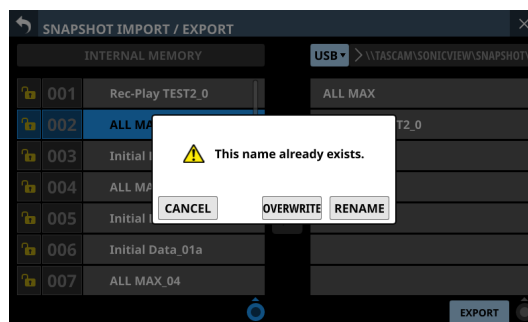 SNAPSHOT IMPORT / EXPORT
INTERNAL MEMORY
USB
\\TASCAM\SONICVIEW\SNAPSHOT\
001 Rec-Play TEST2_0
ALL MAX
002 ALL MA
T2_0
003 Initial
This name already exists.
004 ALL MA
CANCEL
OVERWRITE
RENAME
005 Initial
006 Initial Data_01a
007 ALL MAX_04
EXPORT